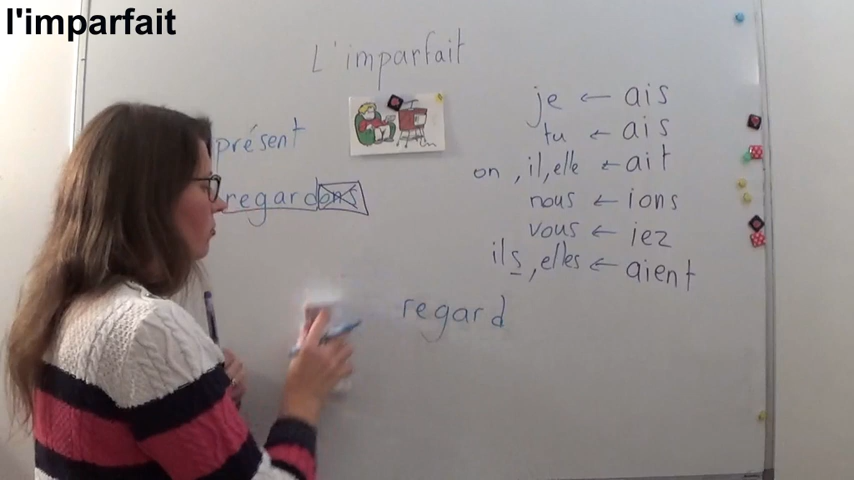 l'imparfait
L'imparfait
présent
regardons
je ← ais
tu ← ais
on, il, elle ← ait
nous ← ions
vous ← iez
ils, elles ← aient
regard